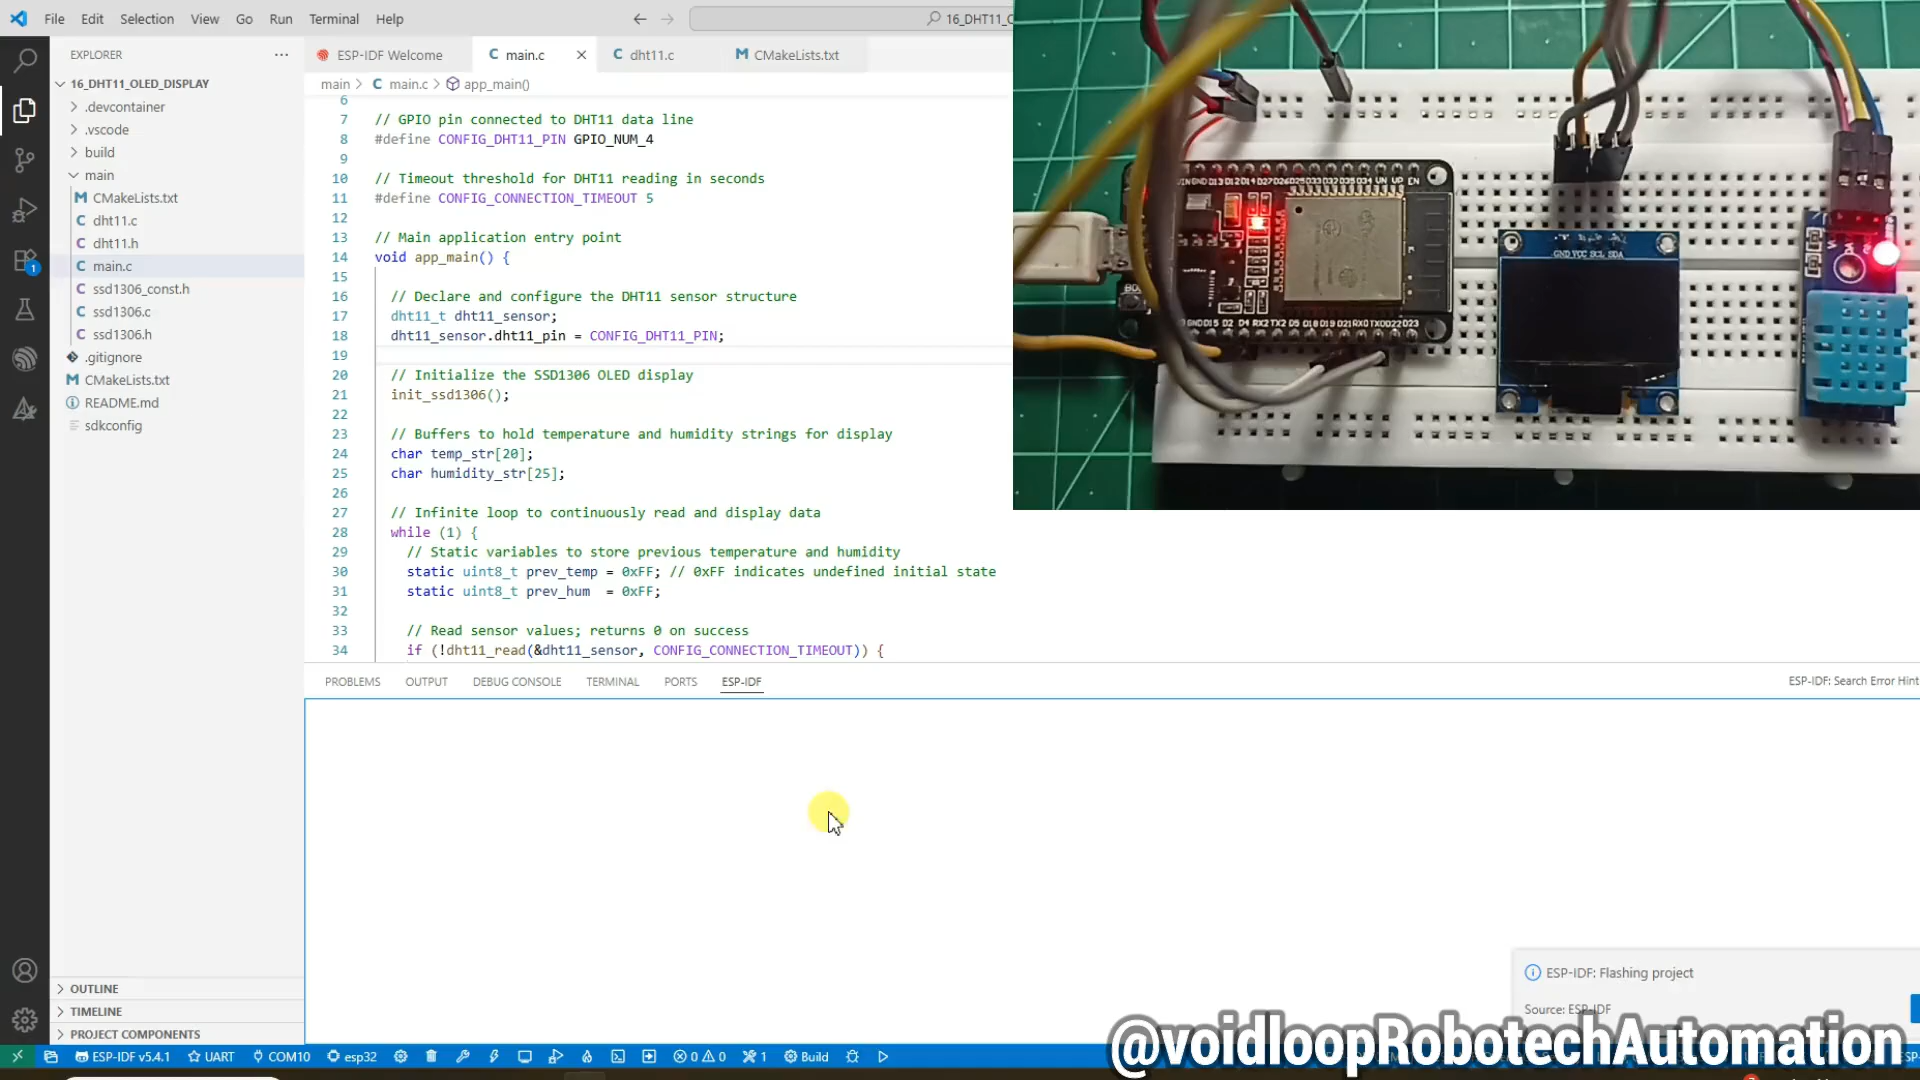 File Edit Selection View Go Run Terminal Help
16_DHT11_O
EXPLORER
16_DHT11_OLED_DISPLAY
.devcontainer
.vscode
build
main
CMakeLists.txt
dht11.c
dht11.h
main.c
ssd1306_const.h
ssd1306.c
ssd1306.h
.gitignore
CMakeLists.txt
README.md
sdkconfig
OUTLINE
TIMELINE
PROJECT COMPONENTS
ESP-IDF Welcome
C main.c
C dht11.c
M CMakeLists.txt
main > C main.c > app_main()
6
7 // GPIO pin connected to DHT11 data line
8 #define CONFIG_DHT11_PIN GPIO_NUM_4
9
10 // Timeout threshold for DHT11 reading in seconds
11 #define CONFIG_CONNECTION_TIMEOUT 5
12
13 // Main application entry point
14 void app_main() {
15
16 // Declare and configure the DHT11 sensor structure
17 dht11_t dht11_sensor;
18 dht11_sensor.dht11_pin = CONFIG_DHT11_PIN;
19
20 // Initialize the SSD1306 OLED display
21 init_ssd1306();
22
23 // Buffers to hold temperature and humidity strings for display
24 char temp_str[20];
25 char humidity_str[25];
26
27 // Infinite loop to continuously read and display data
28 while (1) {
29 // Static variables to store previous temperature and humidity
30 static uint8_t prev_temp = 0xFF; // 0xFF indicates undefined initial state
31 static uint8_t prev_hum  = 0xFF;
32
33 // Read sensor values; returns 0 on success
34 if (!dht11_read(&dht11_sensor, CONFIG_CONNECTION_TIMEOUT)) {
GND VCC SCL SDA
PROBLEMS OUTPUT DEBUG CONSOLE TERMINAL PORTS ESP-IDF
ESP-IDF: Search Error Hint
ESP-IDF: Flashing project
Source: ESP-IDF
@voidloopRobotechAutomation
ESP-IDF v5.4.1 UART COM10 esp32 0 0 1 Build